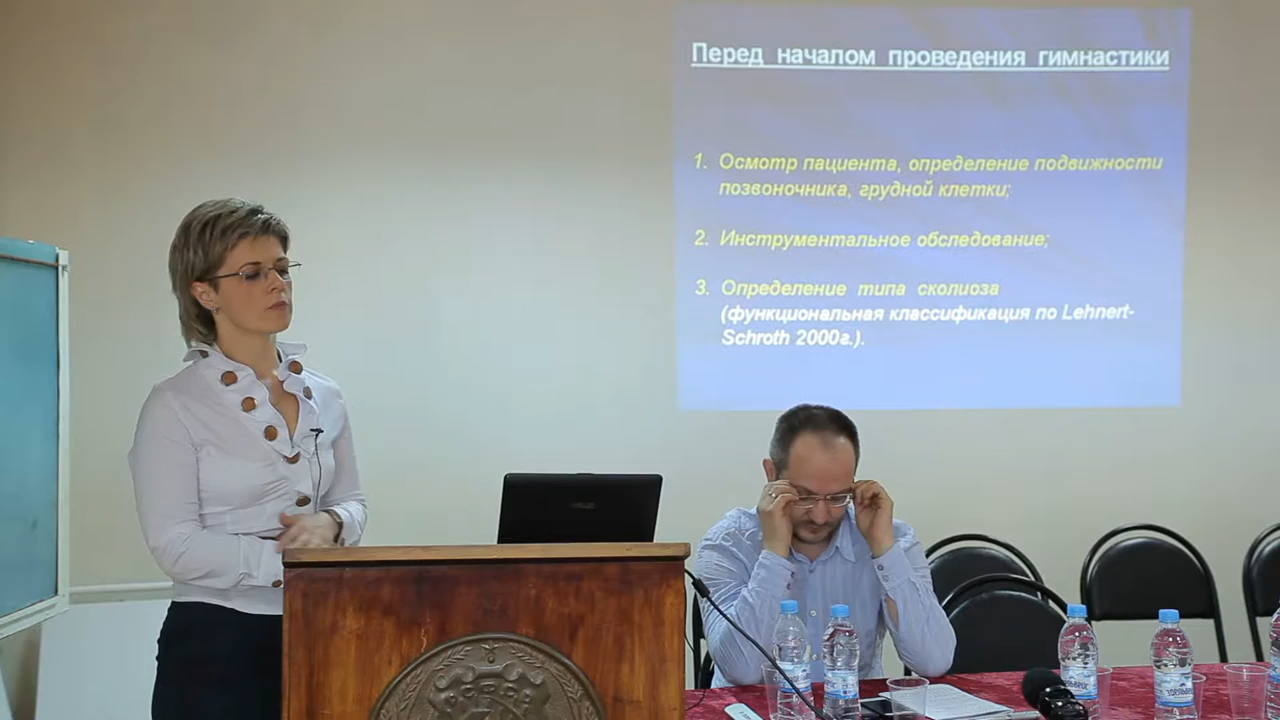 Перед началом проведения гимнастики
1. Осмотр пациента, определение подвижности
позвоночника, грудной клетки;
2. Инструментальное обследование;
3. Определение типа сколиоза
(функциональная классификация по Lehnert-
Schroth 2000г.).